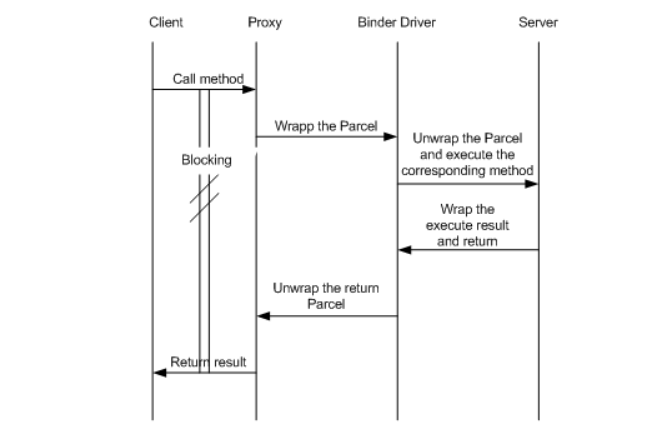 Client Proxy Binder Driver Server
Call method
Wrapp the Parcel
Unwrap the Parcel
and execute the
corresponding method
Blocking
Wrap the
execute result
and return
Unwrap the return
Parcel
Return result